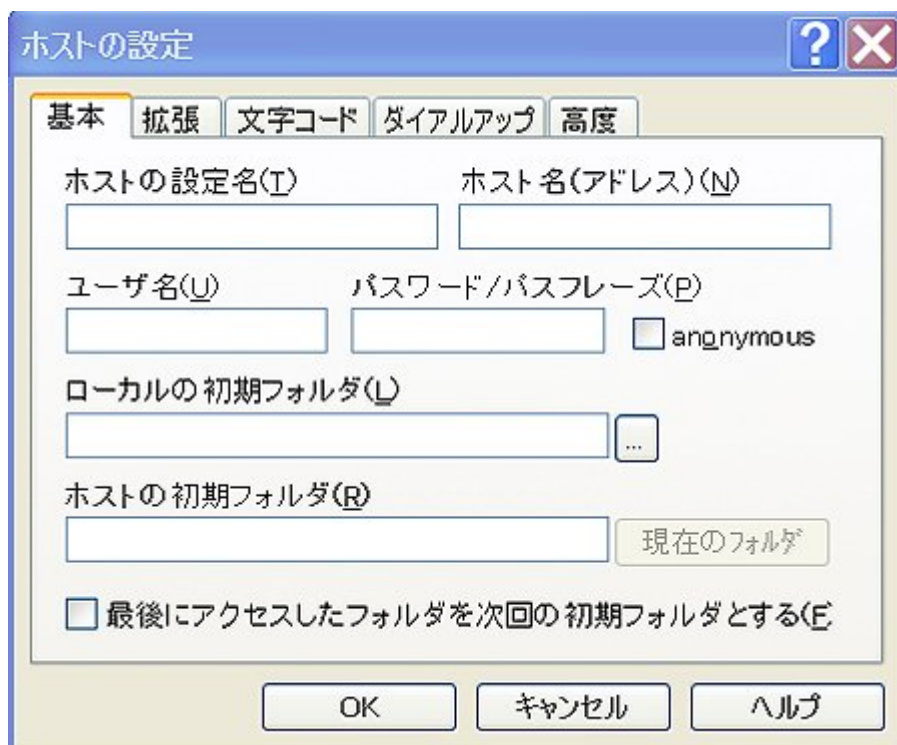 ホストの設定
基本 拡張 文字コード ダイアルアップ 高度
ホストの設定名(T) ホスト名(アドレス)(N)
ユーザ名(U) パスワード/パスフレーズ(P)
anonymous
ローカルの初期フォルダ(L)
...
ホストの初期フォルダ(R)
現在のフォルダ
最後にアクセスしたフォルダを次回の初期フォルダとする(F
OK キャンセル ヘルプ